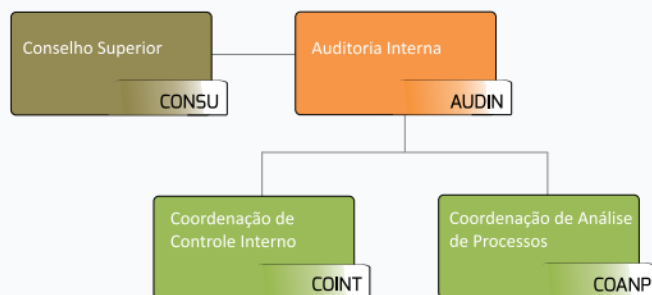 Conselho Superior
CONSU
Auditoria Interna
AUDIN
Coordenação de
Controle Interno
COINT
Coordenação de Análise
de Processos
COANP